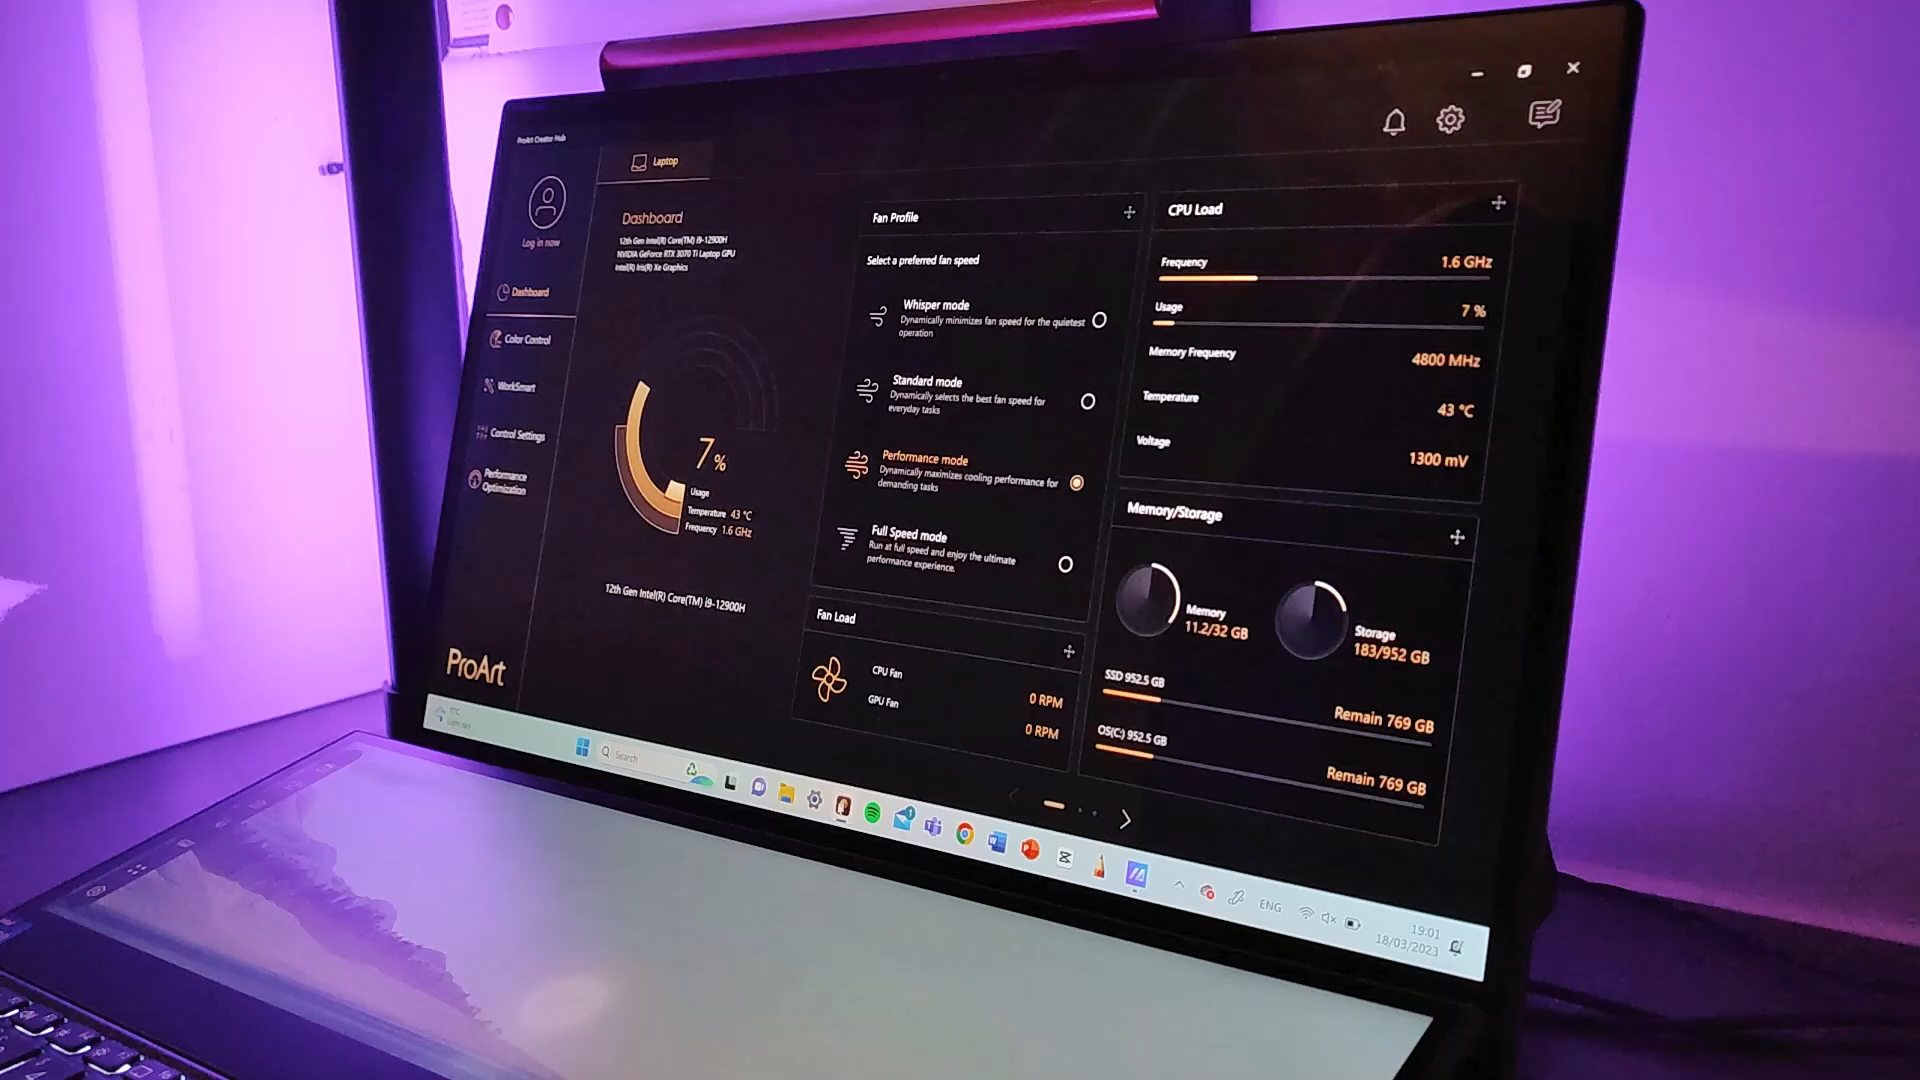 ProArt Creator Hub
Log in now
Dashboard
Color Control
WorkSmart
Control Settings
Performance
Optimization
ProArt
Laptop
Dashboard
12th Gen Intel(R) Core(TM) i9-12900H
NVIDIA GeForce RTX 3070 Ti Laptop GPU
Intel(R) Iris(R) Xe Graphics
7 %
Usage
Temperature 43 °C
Frequency 1.6 GHz
12th Gen Intel(R) Core(TM) i9-12900H
Fan Profile
Select a preferred fan speed
Whisper mode
Dynamically minimizes fan speed for the quietest
operation
Standard mode
Dynamically selects the best fan speed for
everyday tasks
Performance mode
Dynamically maximizes cooling performance for
demanding tasks
Full Speed mode
Run at full speed and enjoy the ultimate
performance experience.
Fan Load
CPU Fan
0 RPM
GPU Fan
0 RPM
CPU Load
Frequency 1.6 GHz
Usage 7 %
Memory Frequency 4800 MHz
Temperature 43 °C
Voltage 1300 mV
Memory/Storage
Memory
11.2/32 GB
Storage
183/952 GB
SSD 952.5 GB
Remain 769 GB
OS(C:) 952.5 GB
Remain 769 GB
11°C
Light rain
Search
ENG
19:01
18/03/2023